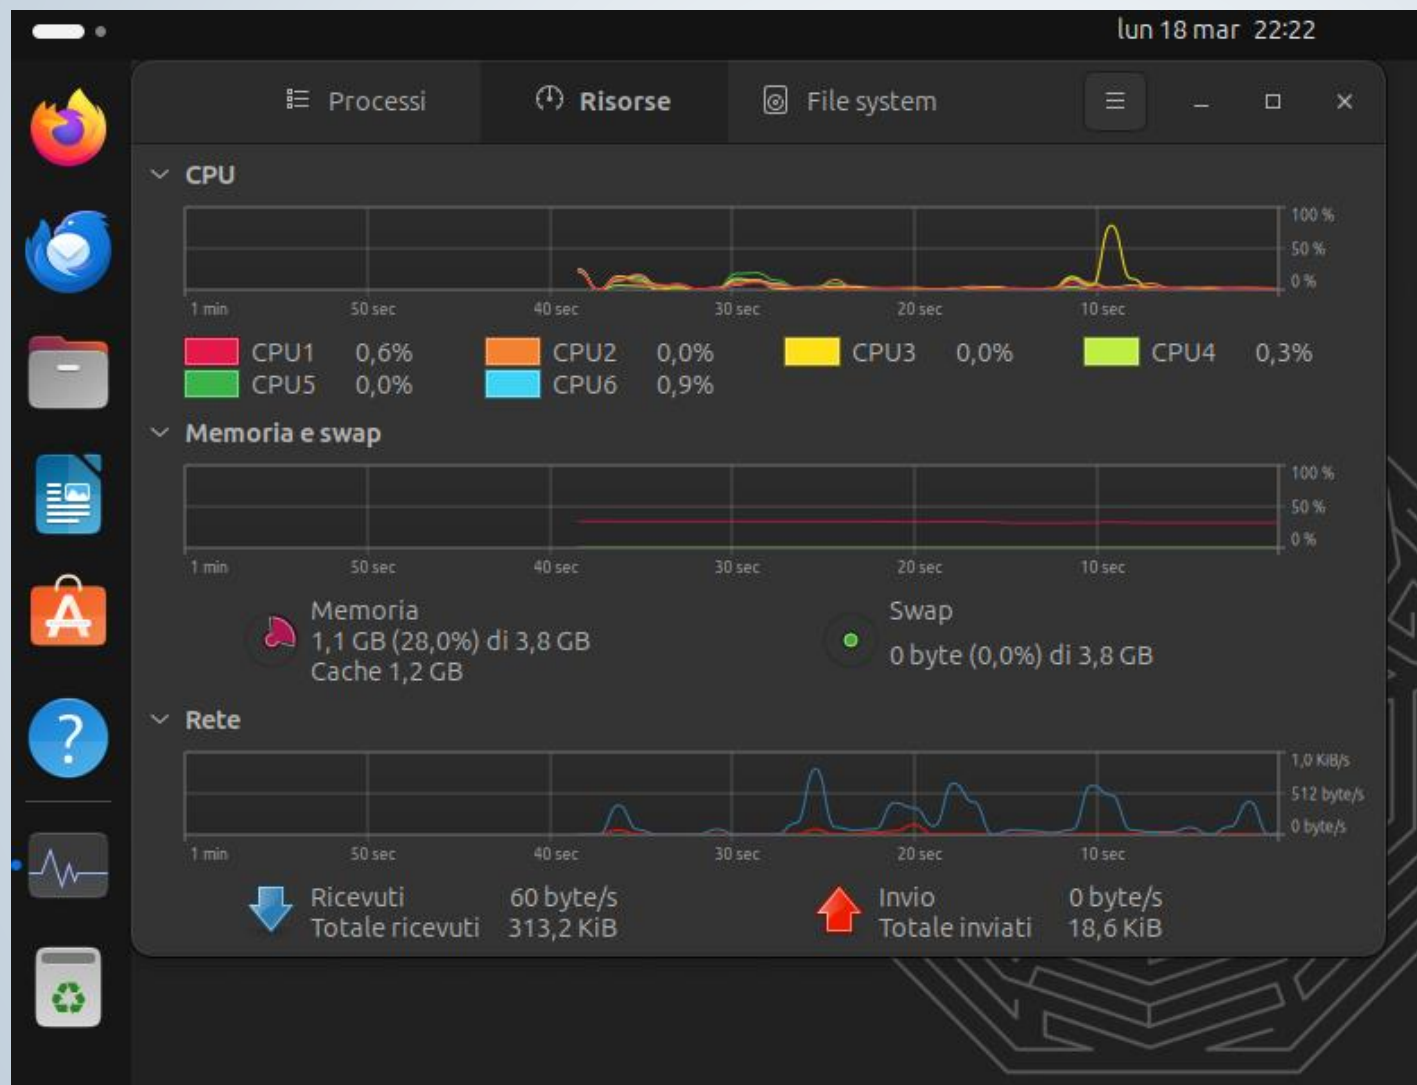 lun 18 mar 22:22
Processi Risorse File system
CPU
100 %
50 %
0 %
1 min 50 sec 40 sec 30 sec 20 sec 10 sec
CPU1 0,6% CPU2 0,0% CPU3 0,0% CPU4 0,3%
CPU5 0,0% CPU6 0,9%
Memoria e swap
100 %
50 %
0 %
1 min 50 sec 40 sec 30 sec 20 sec 10 sec
Memoria
1,1 GB (28,0%) di 3,8 GB
Cache 1,2 GB
Swap
0 byte (0,0%) di 3,8 GB
Rete
1,0 KiB/s
512 byte/s
0 byte/s
1 min 50 sec 40 sec 30 sec 20 sec 10 sec
Ricevuti 60 byte/s
Totale ricevuti 313,2 KiB
Invio 0 byte/s
Totale inviati 18,6 KiB